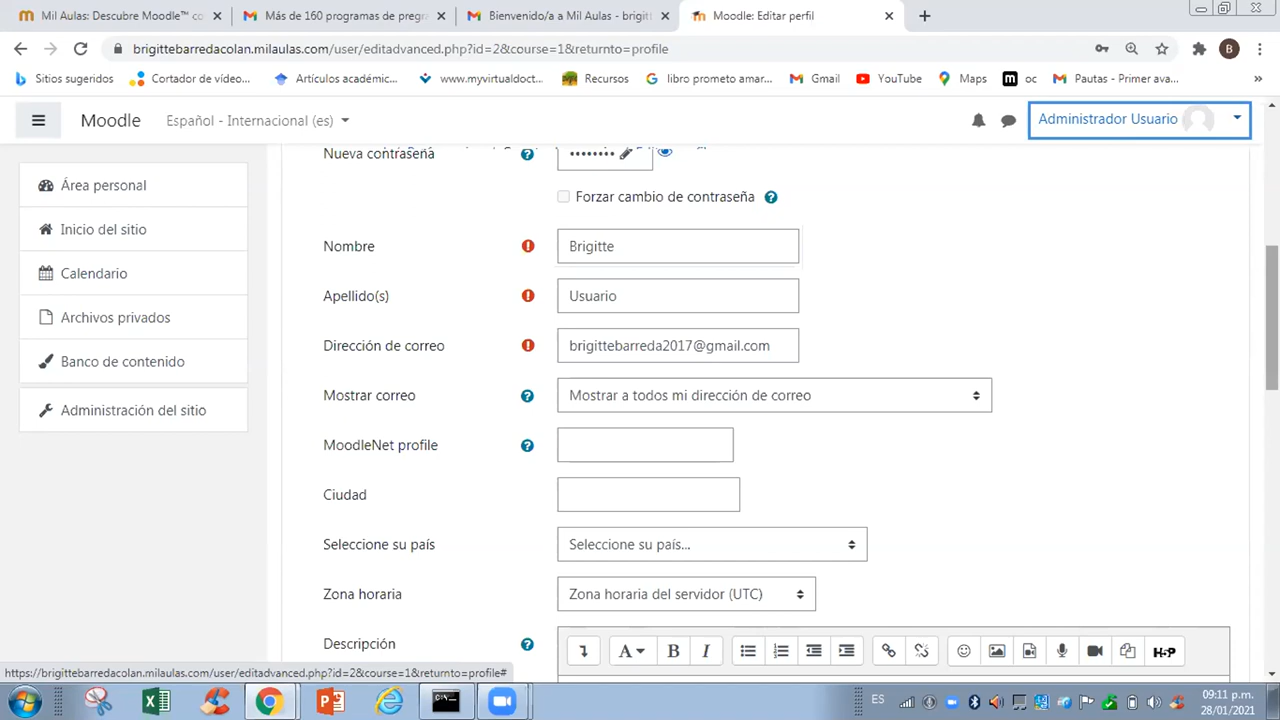 Mil Aulas: Descubre Moodle™ co
Más de 160 programas de pregr
Bienvenido/a a Mil Aulas - brigitt
Moodle: Editar perfil
brigittebarredacolan.milaulas.com/user/editadvanced.php?id=2&course=1&returnto=profile
B
Sitios sugeridos
Cortador de vídeo...
Artículos académic...
www.myvirtualdoct...
Recursos
libro prometo amar...
Gmail
YouTube
Maps
oc
Pautas - Primer ava...
»
Moodle
Español - Internacional (es)
Administrador Usuario
Área personal
Inicio del sitio
Calendario
Archivos privados
Banco de contenido
Administración del sitio
Nueva contraseña
Forzar cambio de contraseña
Nombre
Brigitte
Apellido(s)
Usuario
Dirección de correo
brigittebarreda2017@gmail.com
Mostrar correo
Mostrar a todos mi dirección de correo
MoodleNet profile
Ciudad
Seleccione su país
Seleccione su país...
Zona horaria
Zona horaria del servidor (UTC)
Descripción
A B I
H-P
https://brigittebarredacolan.milaulas.com/user/editadvanced.php?id=2&course=1&returnto=profile#
ES
09:11 p.m.
28/01/2021